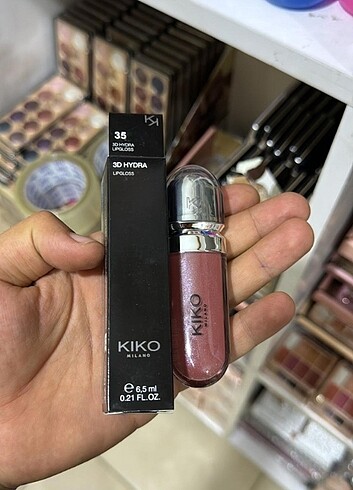 35
3D HYDRA
LIPGLOSS
3D HYDRA
LIPGLOSS
KIKO
MILANO
℮ 6,5 ml
0.21 FL.OZ.
KIKO
MILANO